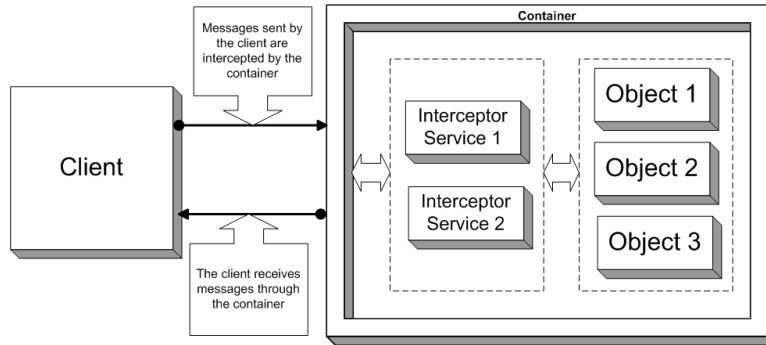 Container
Messages sent by
the client are
intercepted by the
container
Client
Interceptor
Service 1
Interceptor
Service 2
Object 1
Object 2
Object 3
The client receives
messages through
the container